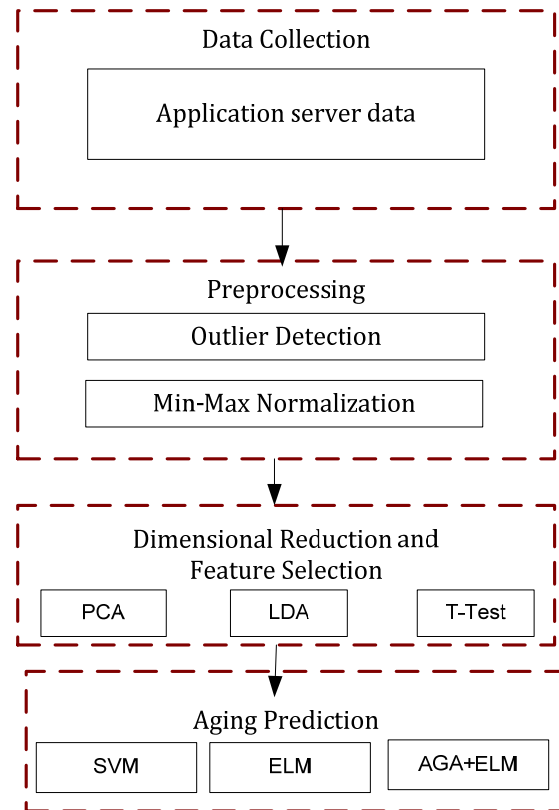 Data Collection
Application server data
Preprocessing
Outlier Detection
Min-Max Normalization
Dimensional Reduction and
Feature Selection
PCA
LDA
T-Test
Aging Prediction
SVM
ELM
AGA+ELM